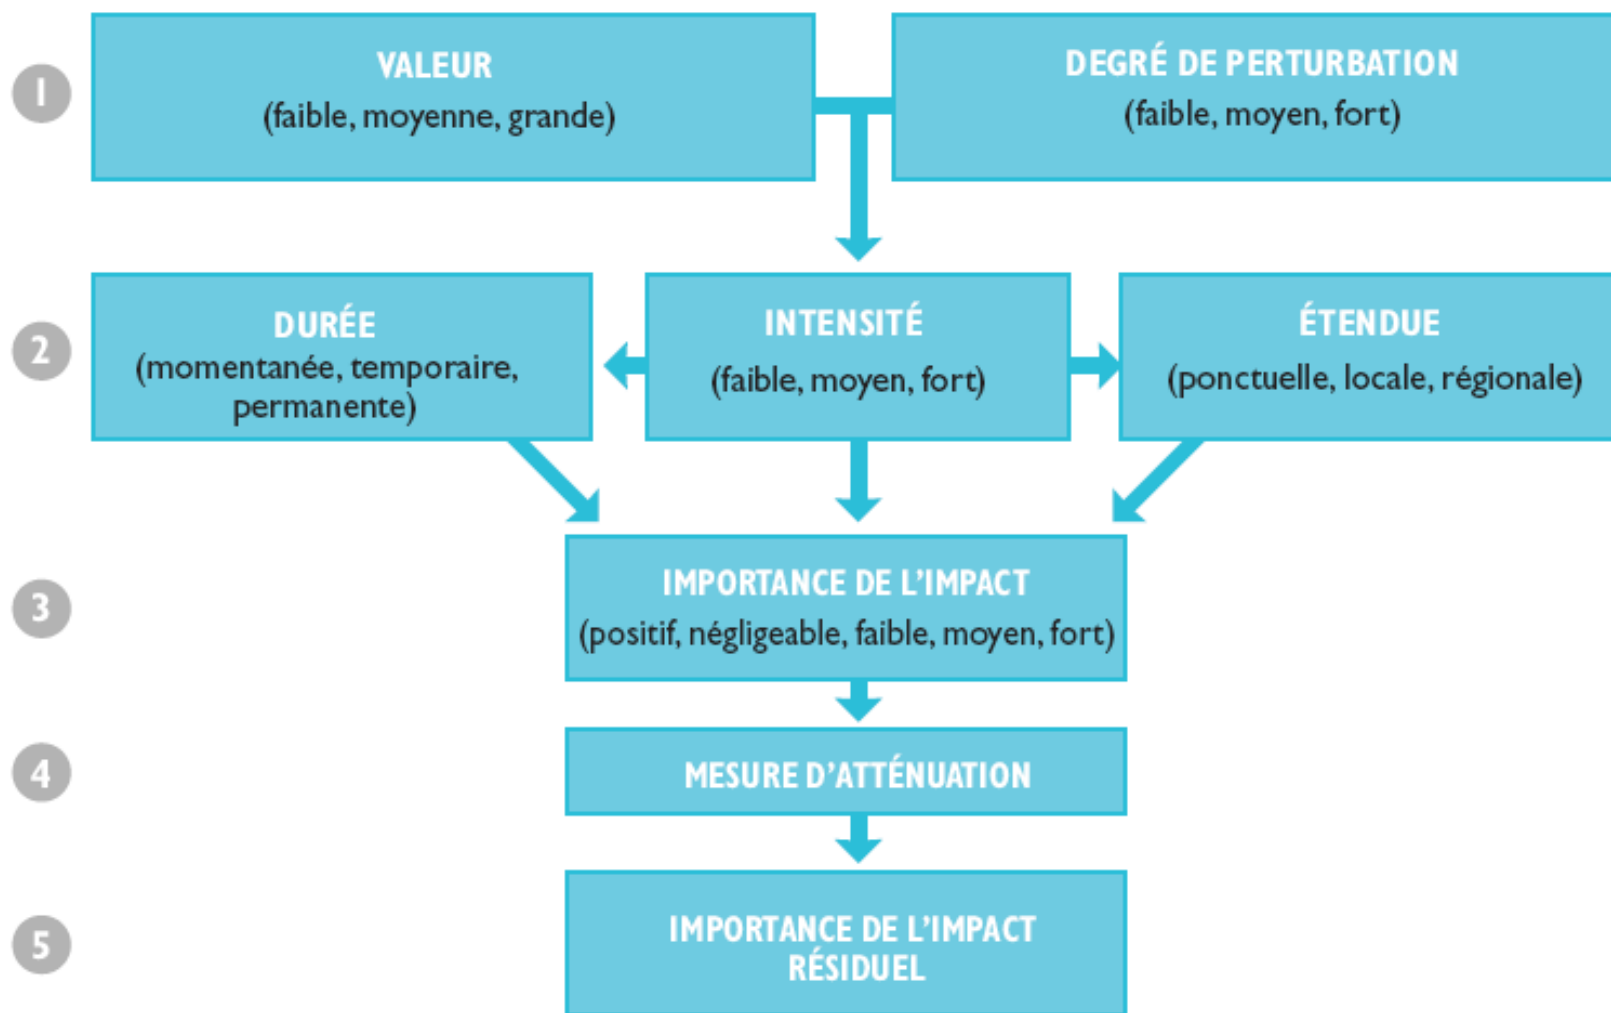 1
VALEUR
(faible, moyenne, grande)
DEGRÉ DE PERTURBATION
(faible, moyen, fort)
2
DURÉE
(momentanée, temporaire,
permanente)
INTENSITÉ
(faible, moyen, fort)
ÉTENDUE
(ponctuelle, locale, régionale)
3
IMPORTANCE DE L'IMPACT
(positif, négligeable, faible, moyen, fort)
4
MESURE D'ATTÉNUATION
5
IMPORTANCE DE L'IMPACT
RÉSIDUEL